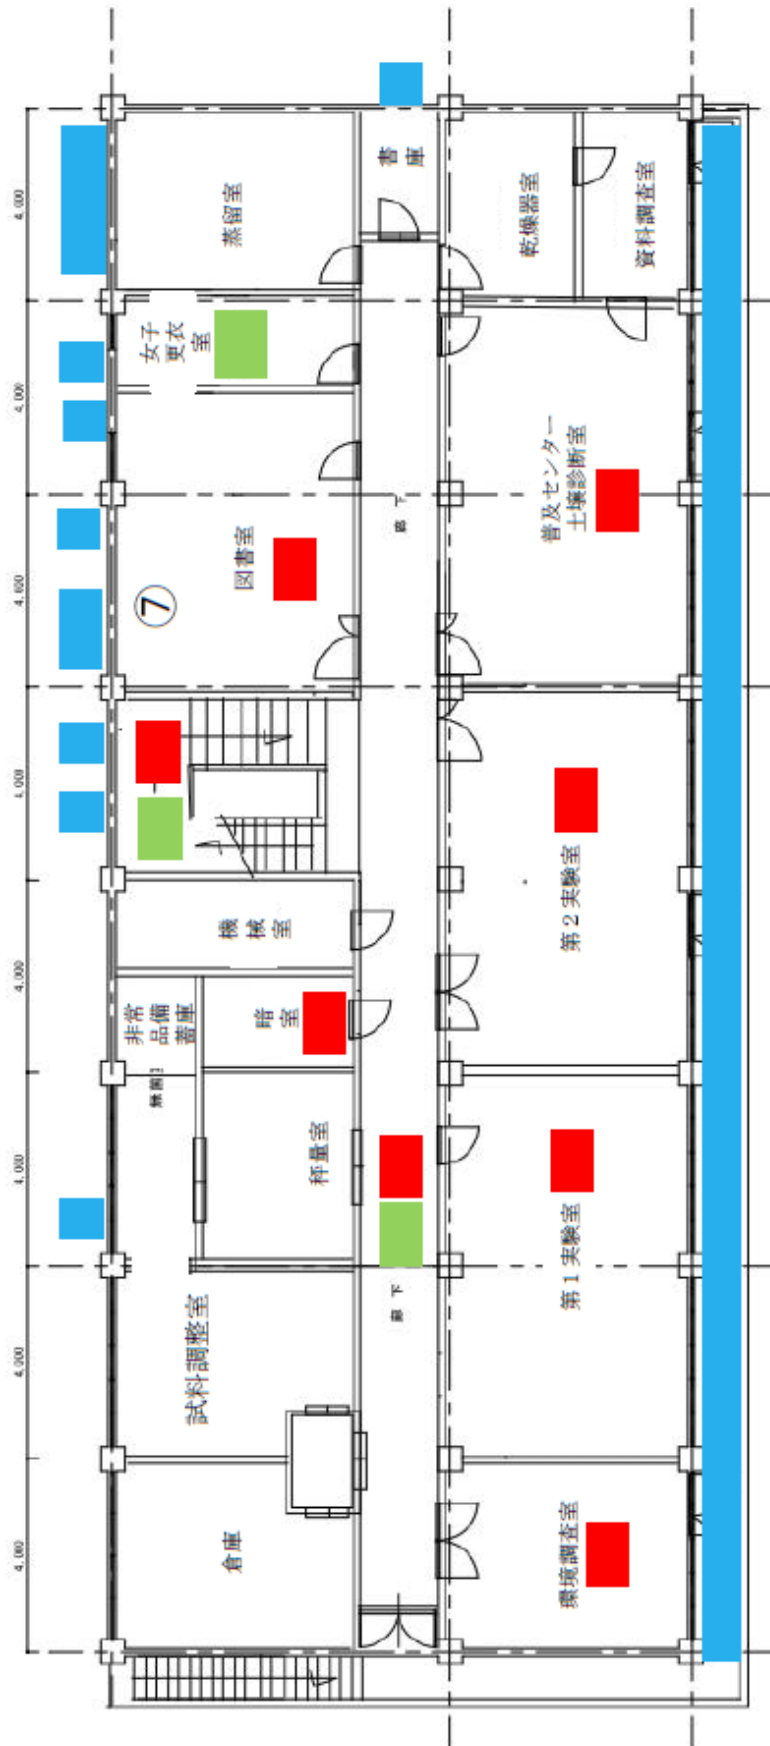 4,000
4,000
4,000
4,000
4,000
4,000
4,000
4,000
蒸留室
書
庫
乾燥器室
資料調査室
女子
更衣
室
図書室
⑦
廊 下
普及センター
土壌診断室
機
械
室
第２実験室
非常
品備
蓄庫
暗
室
秤量室
廊 下
第１実験室
試料調整室
倉庫
環境調査室